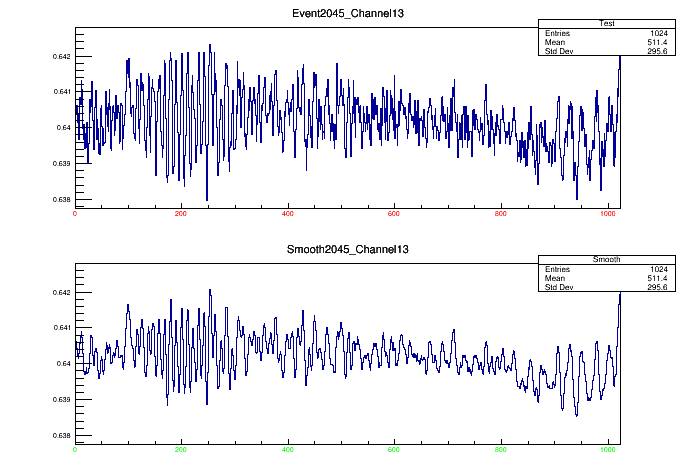 Event2045_Channel13
Test
Entries 1024
Mean 511.4
Std Dev 295.6
0.642
0.641
0.64
0.639
0.638
0 200 400 600 800 1000
Smooth2045_Channel13
Smooth
Entries 1024
Mean 511.4
Std Dev 295.6
0.642
0.641
0.64
0.639
0.638
0 200 400 600 800 1000